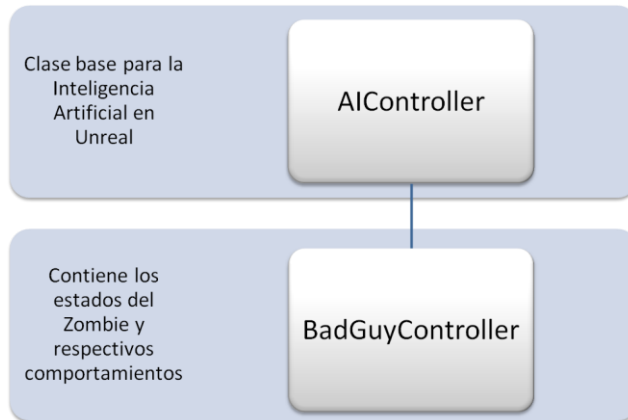 Clase base para la
Inteligencia
Artificial en
Unreal
AIController
Contiene los
estados del
Zombie y
respectivos
comportamientos
BadGuyController